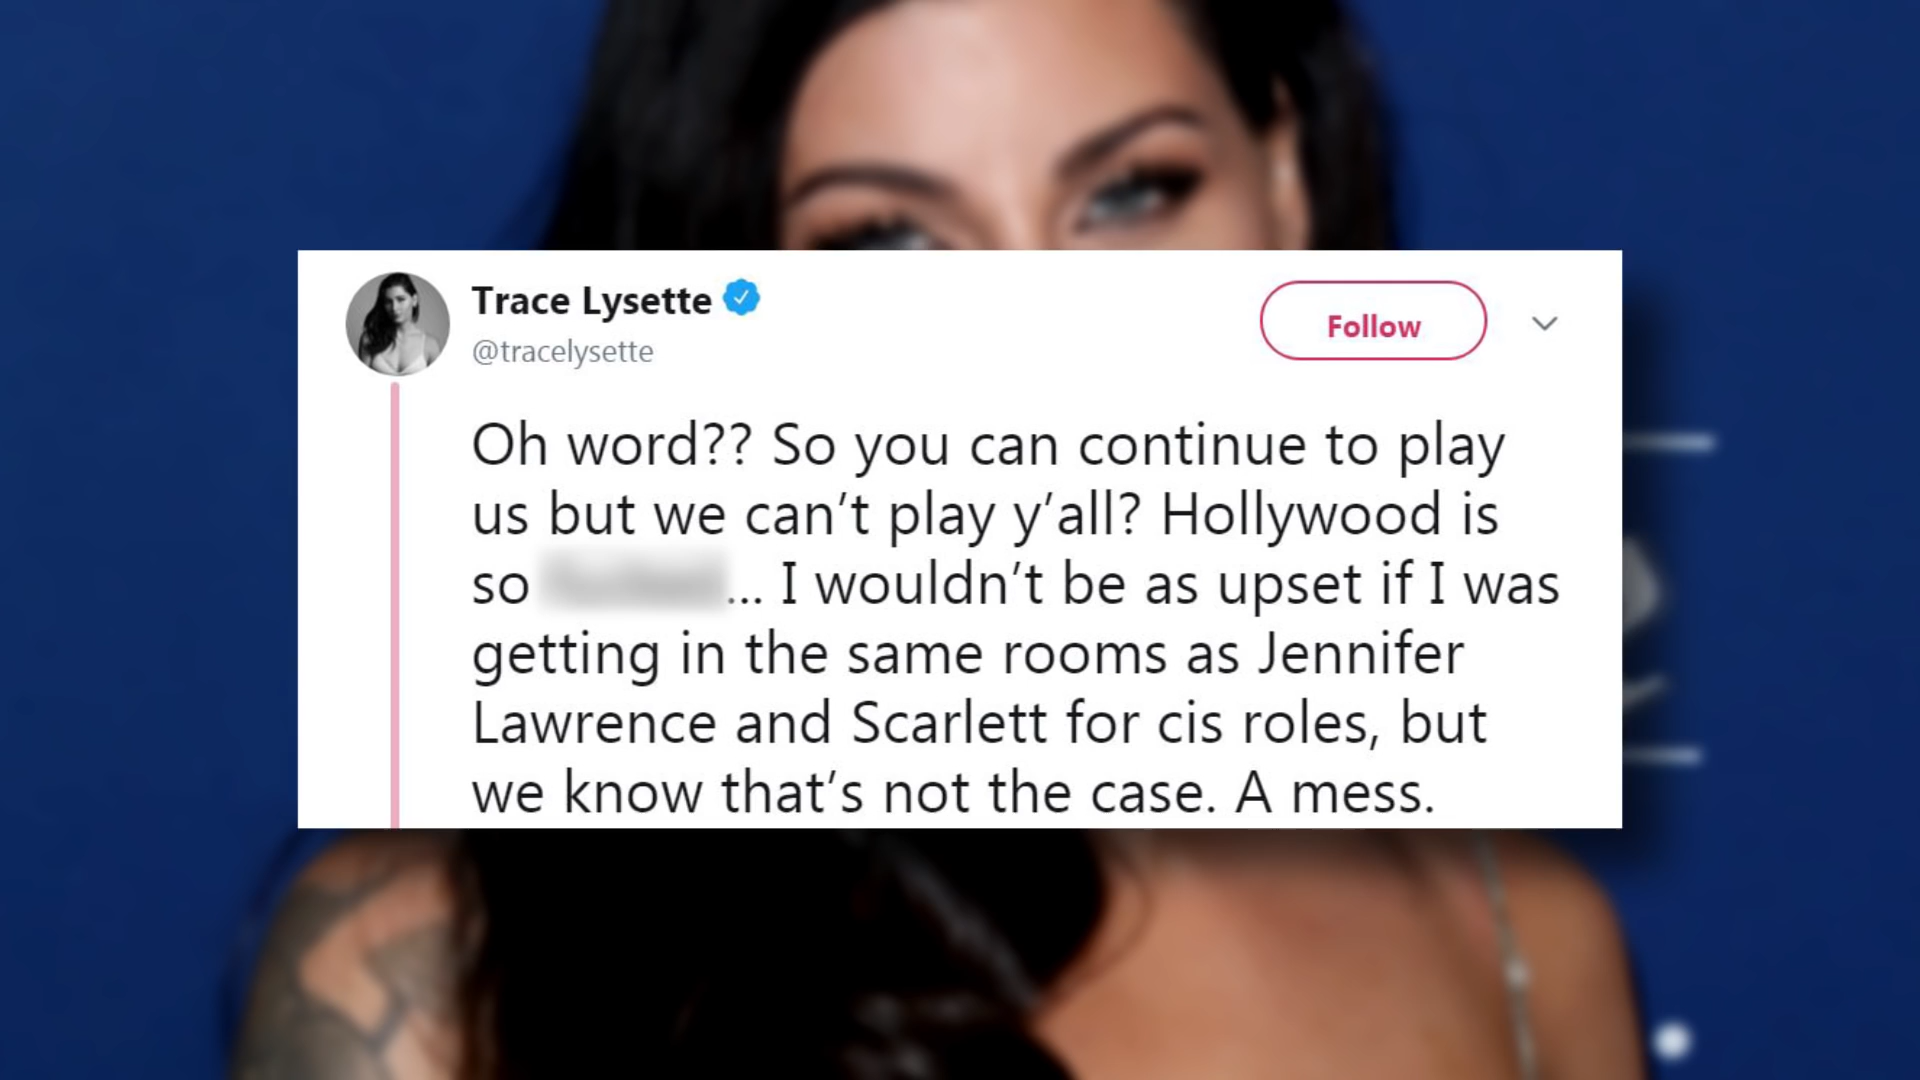 Trace Lysette
@tracelysette
Follow
Oh word?? So you can continue to play
us but we can’t play y’all? Hollywood is
so ... I wouldn’t be as upset if I was
getting in the same rooms as Jennifer
Lawrence and Scarlett for cis roles, but
we know that’s not the case. A mess.